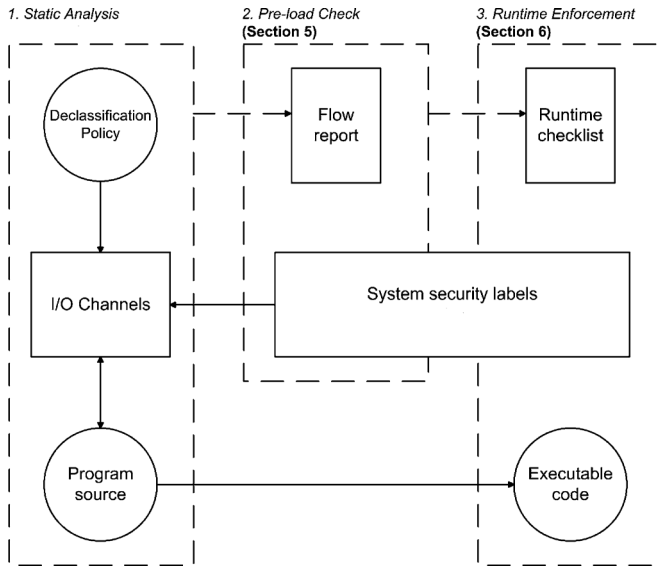 1. Static Analysis
2. Pre-load Check
(Section 5)
3. Runtime Enforcement
(Section 6)
Declassification
Policy
Flow
report
Runtime
checklist
I/O Channels
System security labels
Program
source
Executable
code